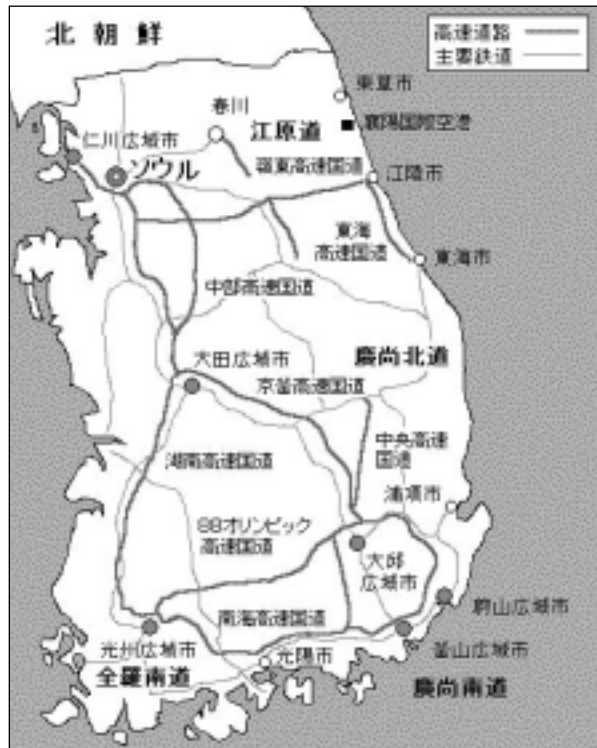 北朝鮮
高速道路
主要鉄道
束草市
春川
江原道
襄陽国際空港
仁川広域市
ソウル
嶺東高速国道
江陵市
東海
高速国道
東海市
中部高速国道
大田広域市
慶尚北道
京釜高速国道
湖南高速国道
中央高速
国道
浦項市
88オリンピック
高速国道
大邱
広域市
蔚山広域市
南海高速国道
光州広域市
光陽市
釜山広域市
全羅南道
慶尚南道